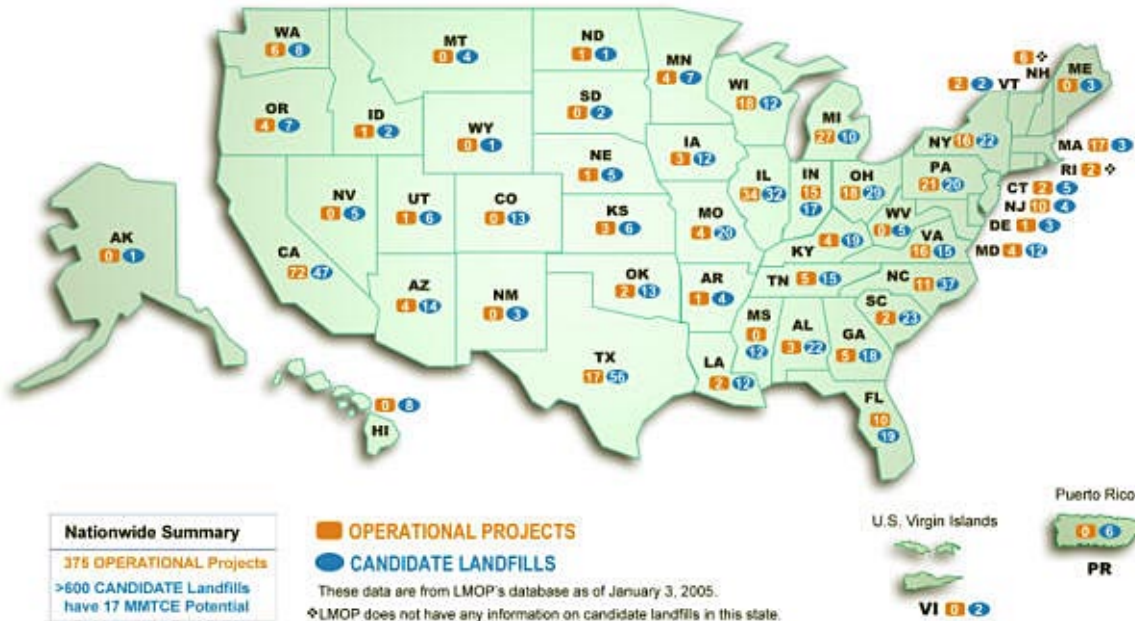 WA
6 8
MT
0 4
ND
1 1
MN
4 7
OR
4 7
ID
1 2
WY
0 1
SD
0 2
WI
18 12
MI
27 10
6 ❖
NH
2 2 VT
ME
0 3
NY 16 22
MA 17 3
RI 2 ❖
CT 2 5
NJ 10 4
DE 1 3
MD 4 12
NE
1 5
IA
3 12
IL
34 32
IN
15
17
OH
18 29
PA
21 20
NV
0 5
UT
1 6
CO
0 13
KS
3 6
MO
4 20
WV
0 5
VA
16 15
KY 4 19
AK
0 1
CA
72 47
AZ
4 14
NM
0 3
OK
2 13
AR
1 4
TN 5 15
NC
11 37
SC
2 23
MS
0
12
AL
3 22
GA
5 18
TX
17 56
LA
2 12
FL
10
19
0 8
HI
Nationwide Summary
375 OPERATIONAL Projects
>600 CANDIDATE Landfills
have 17 MMTCE Potential
OPERATIONAL PROJECTS
CANDIDATE LANDFILLS
These data are from LMOP's database as of January 3, 2005.
❖LMOP does not have any information on candidate landfills in this state.
U.S. Virgin Islands
VI 0 2
Puerto Rico
0 6
PR